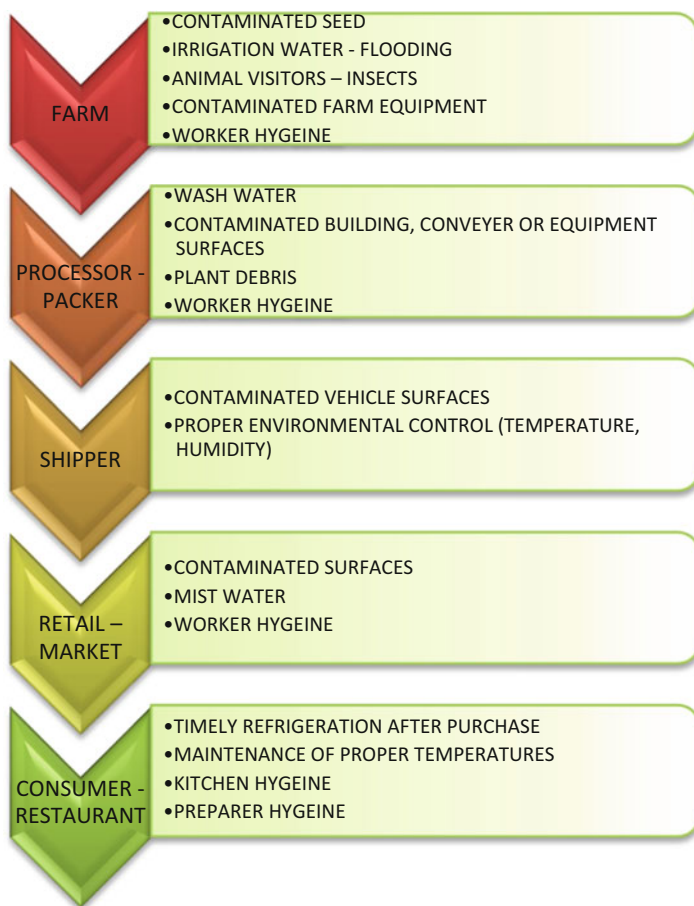 FARM
•CONTAMINATED SEED
•IRRIGATION WATER - FLOODING
•ANIMAL VISITORS – INSECTS
•CONTAMINATED FARM EQUIPMENT
•WORKER HYGEINE
PROCESSOR -
PACKER
•WASH WATER
•CONTAMINATED BUILDING, CONVEYER OR EQUIPMENT
SURFACES
•PLANT DEBRIS
•WORKER HYGEINE
SHIPPER
•CONTAMINATED VEHICLE SURFACES
•PROPER ENVIRONMENTAL CONTROL (TEMPERATURE,
HUMIDITY)
RETAIL –
MARKET
•CONTAMINATED SURFACES
•MIST WATER
•WORKER HYGEINE
CONSUMER -
RESTAURANT
•TIMELY REFRIGERATION AFTER PURCHASE
•MAINTENANCE OF PROPER TEMPERATURES
•KITCHEN HYGEINE
•PREPARER HYGEINE